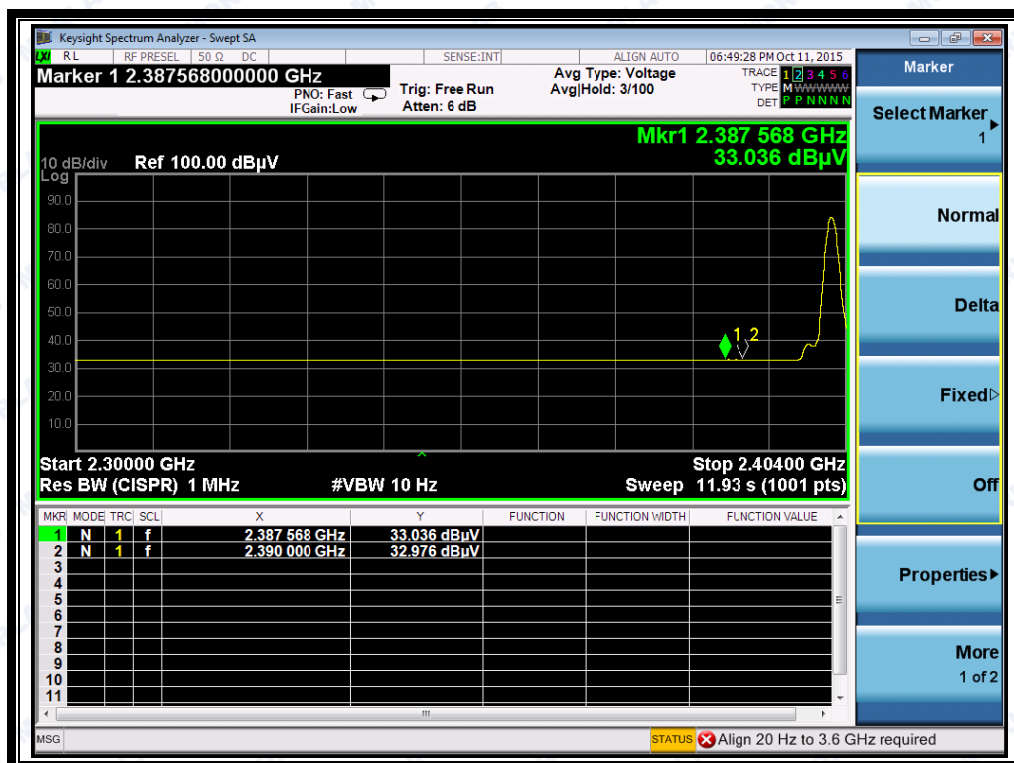 Keysight Spectrum Analyzer - Swept SA
LXI RL RF PRESEL 50 Ω DC SENSE:INT ALIGN AUTO 06:49:28 PM Oct 11, 2015
Marker 1 2.387568000000 GHz
PNO: Fast
IFGain:Low
Trig: Free Run
Atten: 6 dB
Avg Type: Voltage
Avg|Hold: 3/100
TRACE 1 2 3 4 5 6
TYPE M WWWWW
DET P P N N N N
Mkr1 2.387 568 GHz
33.036 dBµV
10 dB/div Ref 100.00 dBµV
Log
90.0
80.0
70.0
60.0
50.0
40.0
30.0
20.0
10.0
1 2
Start 2.30000 GHz Stop 2.40400 GHz
Res BW (CISPR) 1 MHz #VBW 10 Hz Sweep 11.93 s (1001 pts)
MKR MODE TRC SCL X Y FUNCTION FUNCTION WIDTH FUNCTION VALUE
1 N 1 f 2.387 568 GHz 33.036 dBµV
2 N 1 f 2.390 000 GHz 32.976 dBµV
3
4
5
6
7
8
9
10
11
MSG STATUS Align 20 Hz to 3.6 GHz required
Marker
Select Marker
1
Normal
Delta
Fixed
Off
Properties
More
1 of 2